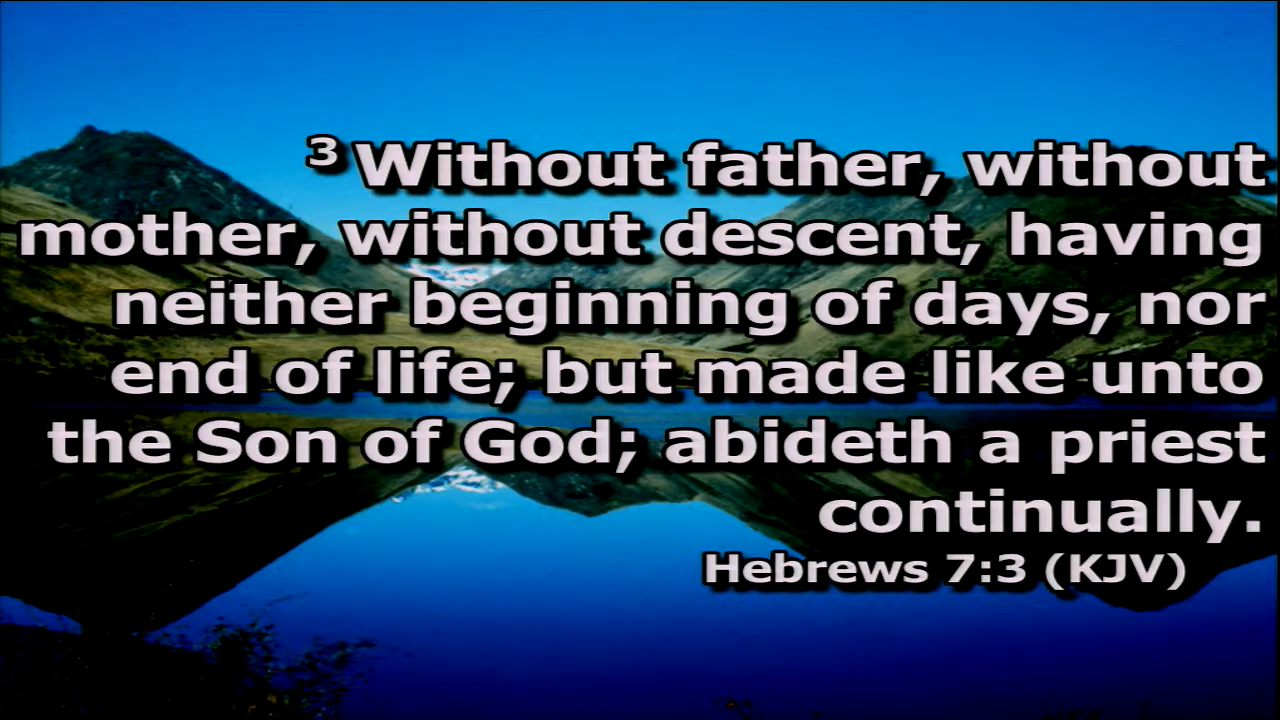 3 Without father, without
mother, without descent, having
neither beginning of days, nor
end of life; but made like unto
the Son of God; abideth a priest
continually.
Hebrews 7:3 (KJV)